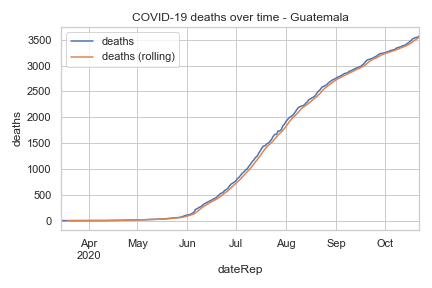 COVID-19 deaths over time - Guatemala
deaths
deaths (rolling)
3500
3000
2500
2000
1500
1000
500
0
deaths
Apr
2020
May
Jun
Jul
Aug
Sep
Oct
dateRep